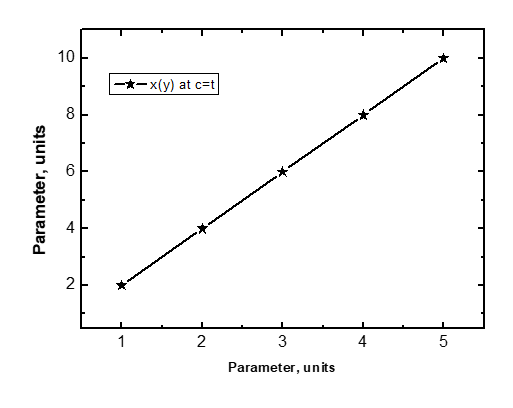 10
x(y) at c=t
8
6
4
2
Parameter, units
1 2 3 4 5
Parameter, units